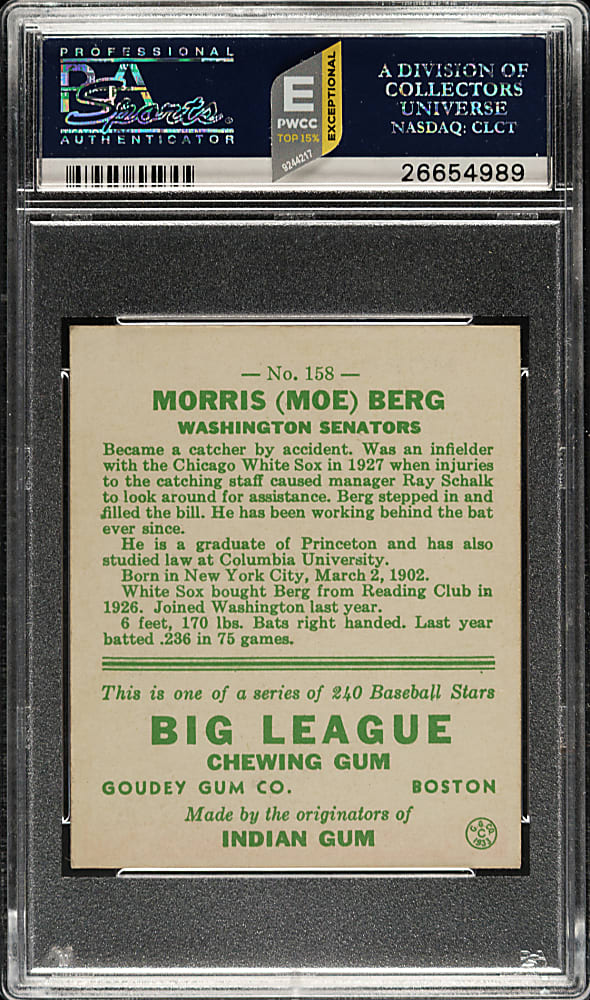 PROFESSIONAL
PSA
Sports
AUTHENTICATOR
E
PWCC
TOP 15%
EXCEPTIONAL
9244217
A DIVISION OF
COLLECTORS
UNIVERSE
NASDAQ: CLCT
26654989
— No. 158 —
MORRIS (MOE) BERG
WASHINGTON SENATORS
Became a catcher by accident. Was an infielder
with the Chicago White Sox in 1927 when injuries
to the catching staff caused manager Ray Schalk
to look around for assistance. Berg stepped in and
filled the bill. He has been working behind the bat
ever since.
He is a graduate of Princeton and has also
studied law at Columbia University.
Born in New York City, March 2, 1902.
White Sox bought Berg from Reading Club in
1926. Joined Washington last year.
6 feet, 170 lbs. Bats right handed. Last year
batted .236 in 75 games.
This is one of a series of 240 Baseball Stars
BIG LEAGUE
CHEWING GUM
GOUDEY GUM CO. BOSTON
Made by the originators of
INDIAN GUM
G. G. CO.
C
1933